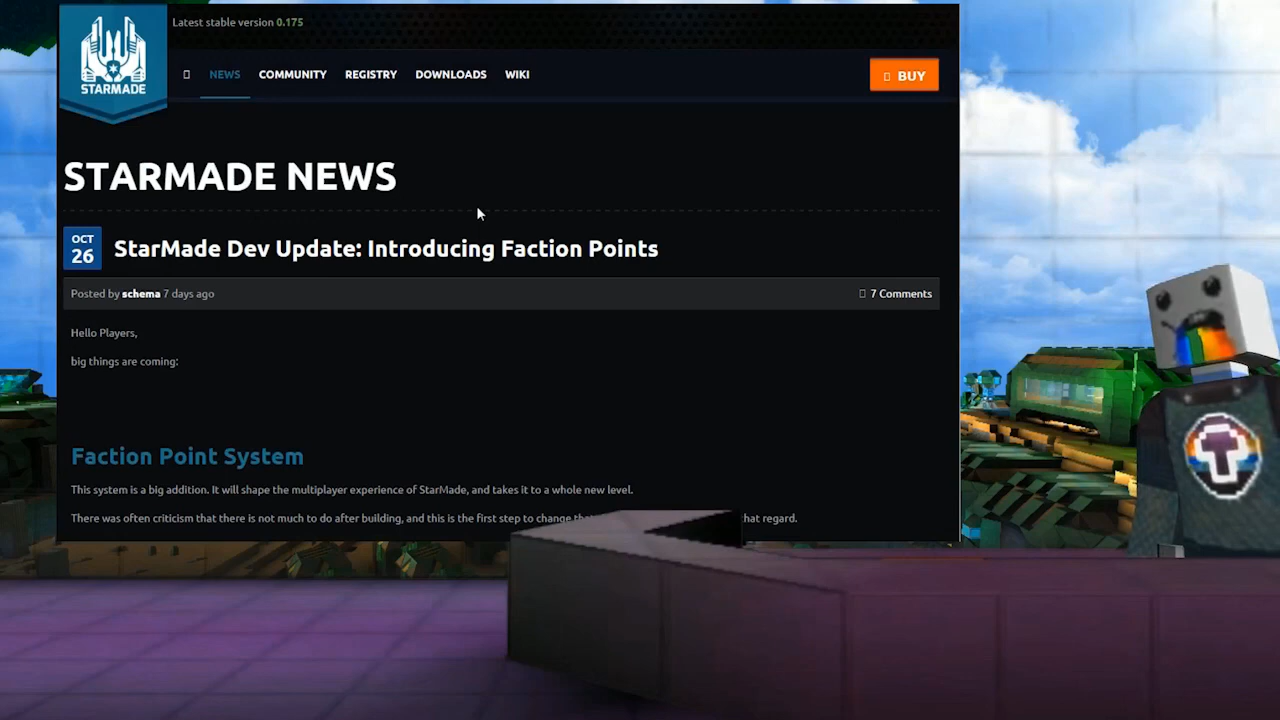 Latest stable version 0.175
STARMADE
NEWS COMMUNITY REGISTRY DOWNLOADS WIKI
BUY
STARMADE NEWS
OCT
26
StarMade Dev Update: Introducing Faction Points
Posted by schema 7 days ago
7 Comments
Hello Players,
big things are coming:
Faction Point System
This system is a big addition. It will shape the multiplayer experience of StarMade, and takes it to a whole new level.
There was often criticism that there is not much to do after building, and this is the first step to change hat regard.